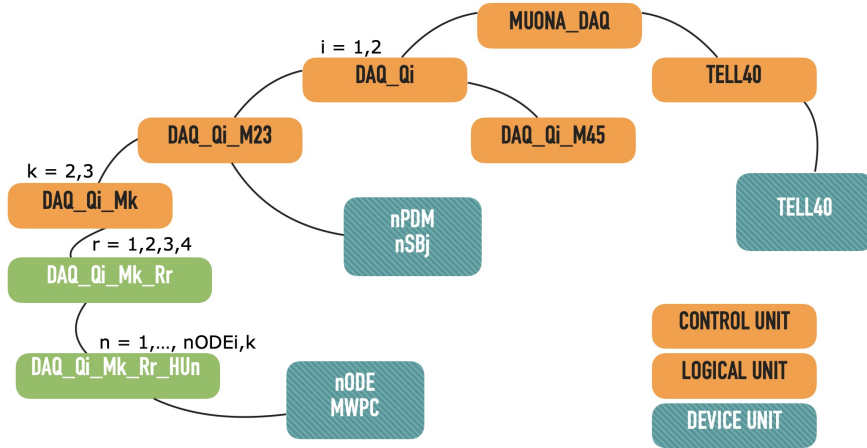 MUONA_DAQ
i = 1,2
DAQ_Qi
TELL40
DAQ_Qi_M23
DAQ_Qi_M45
k = 2,3
DAQ_Qi_Mk
nPDM
nSBj
TELL40
r = 1,2,3,4
DAQ_Qi_Mk_Rr
n = 1,..., nODEi,k
DAQ_Qi_Mk_Rr_HUn
nODE
MWPC
CONTROL UNIT
LOGICAL UNIT
DEVICE UNIT